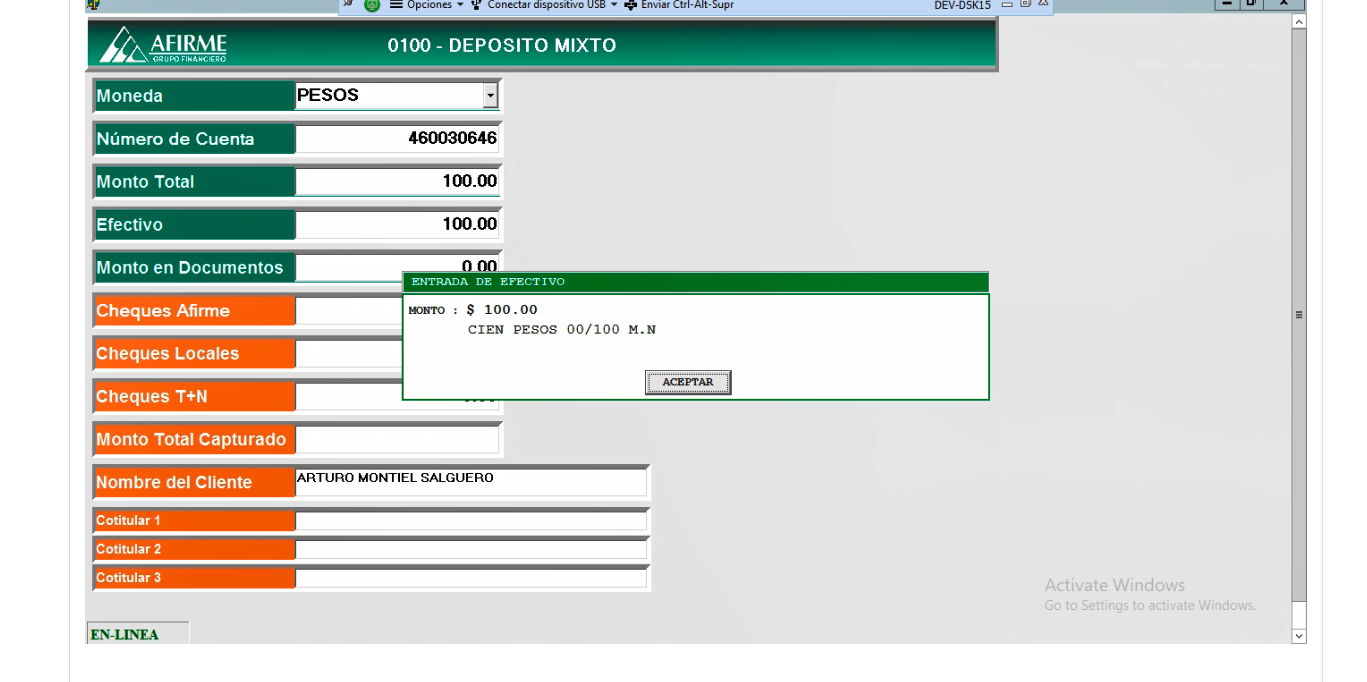 Opciones Conectar dispositivo USB Enviar Ctrl-Alt-Supr DEV-DSK15
AFIRME
GRUPO FINANCIERO
0100 - DEPOSITO MIXTO
Moneda PESOS
Número de Cuenta 460030646
Monto Total 100.00
Efectivo 100.00
Monto en Documentos 0.00
ENTRADA DE EFECTIVO
Cheques Afirme
MONTO : $ 100.00
CIEN PESOS 00/100 M.N
Cheques Locales
ACEPTAR
Cheques T+N
Monto Total Capturado
Nombre del Cliente ARTURO MONTIEL SALGUERO
Cotitular 1
Cotitular 2
Cotitular 3
Activate Windows
Go to Settings to activate Windows.
EN-LINEA